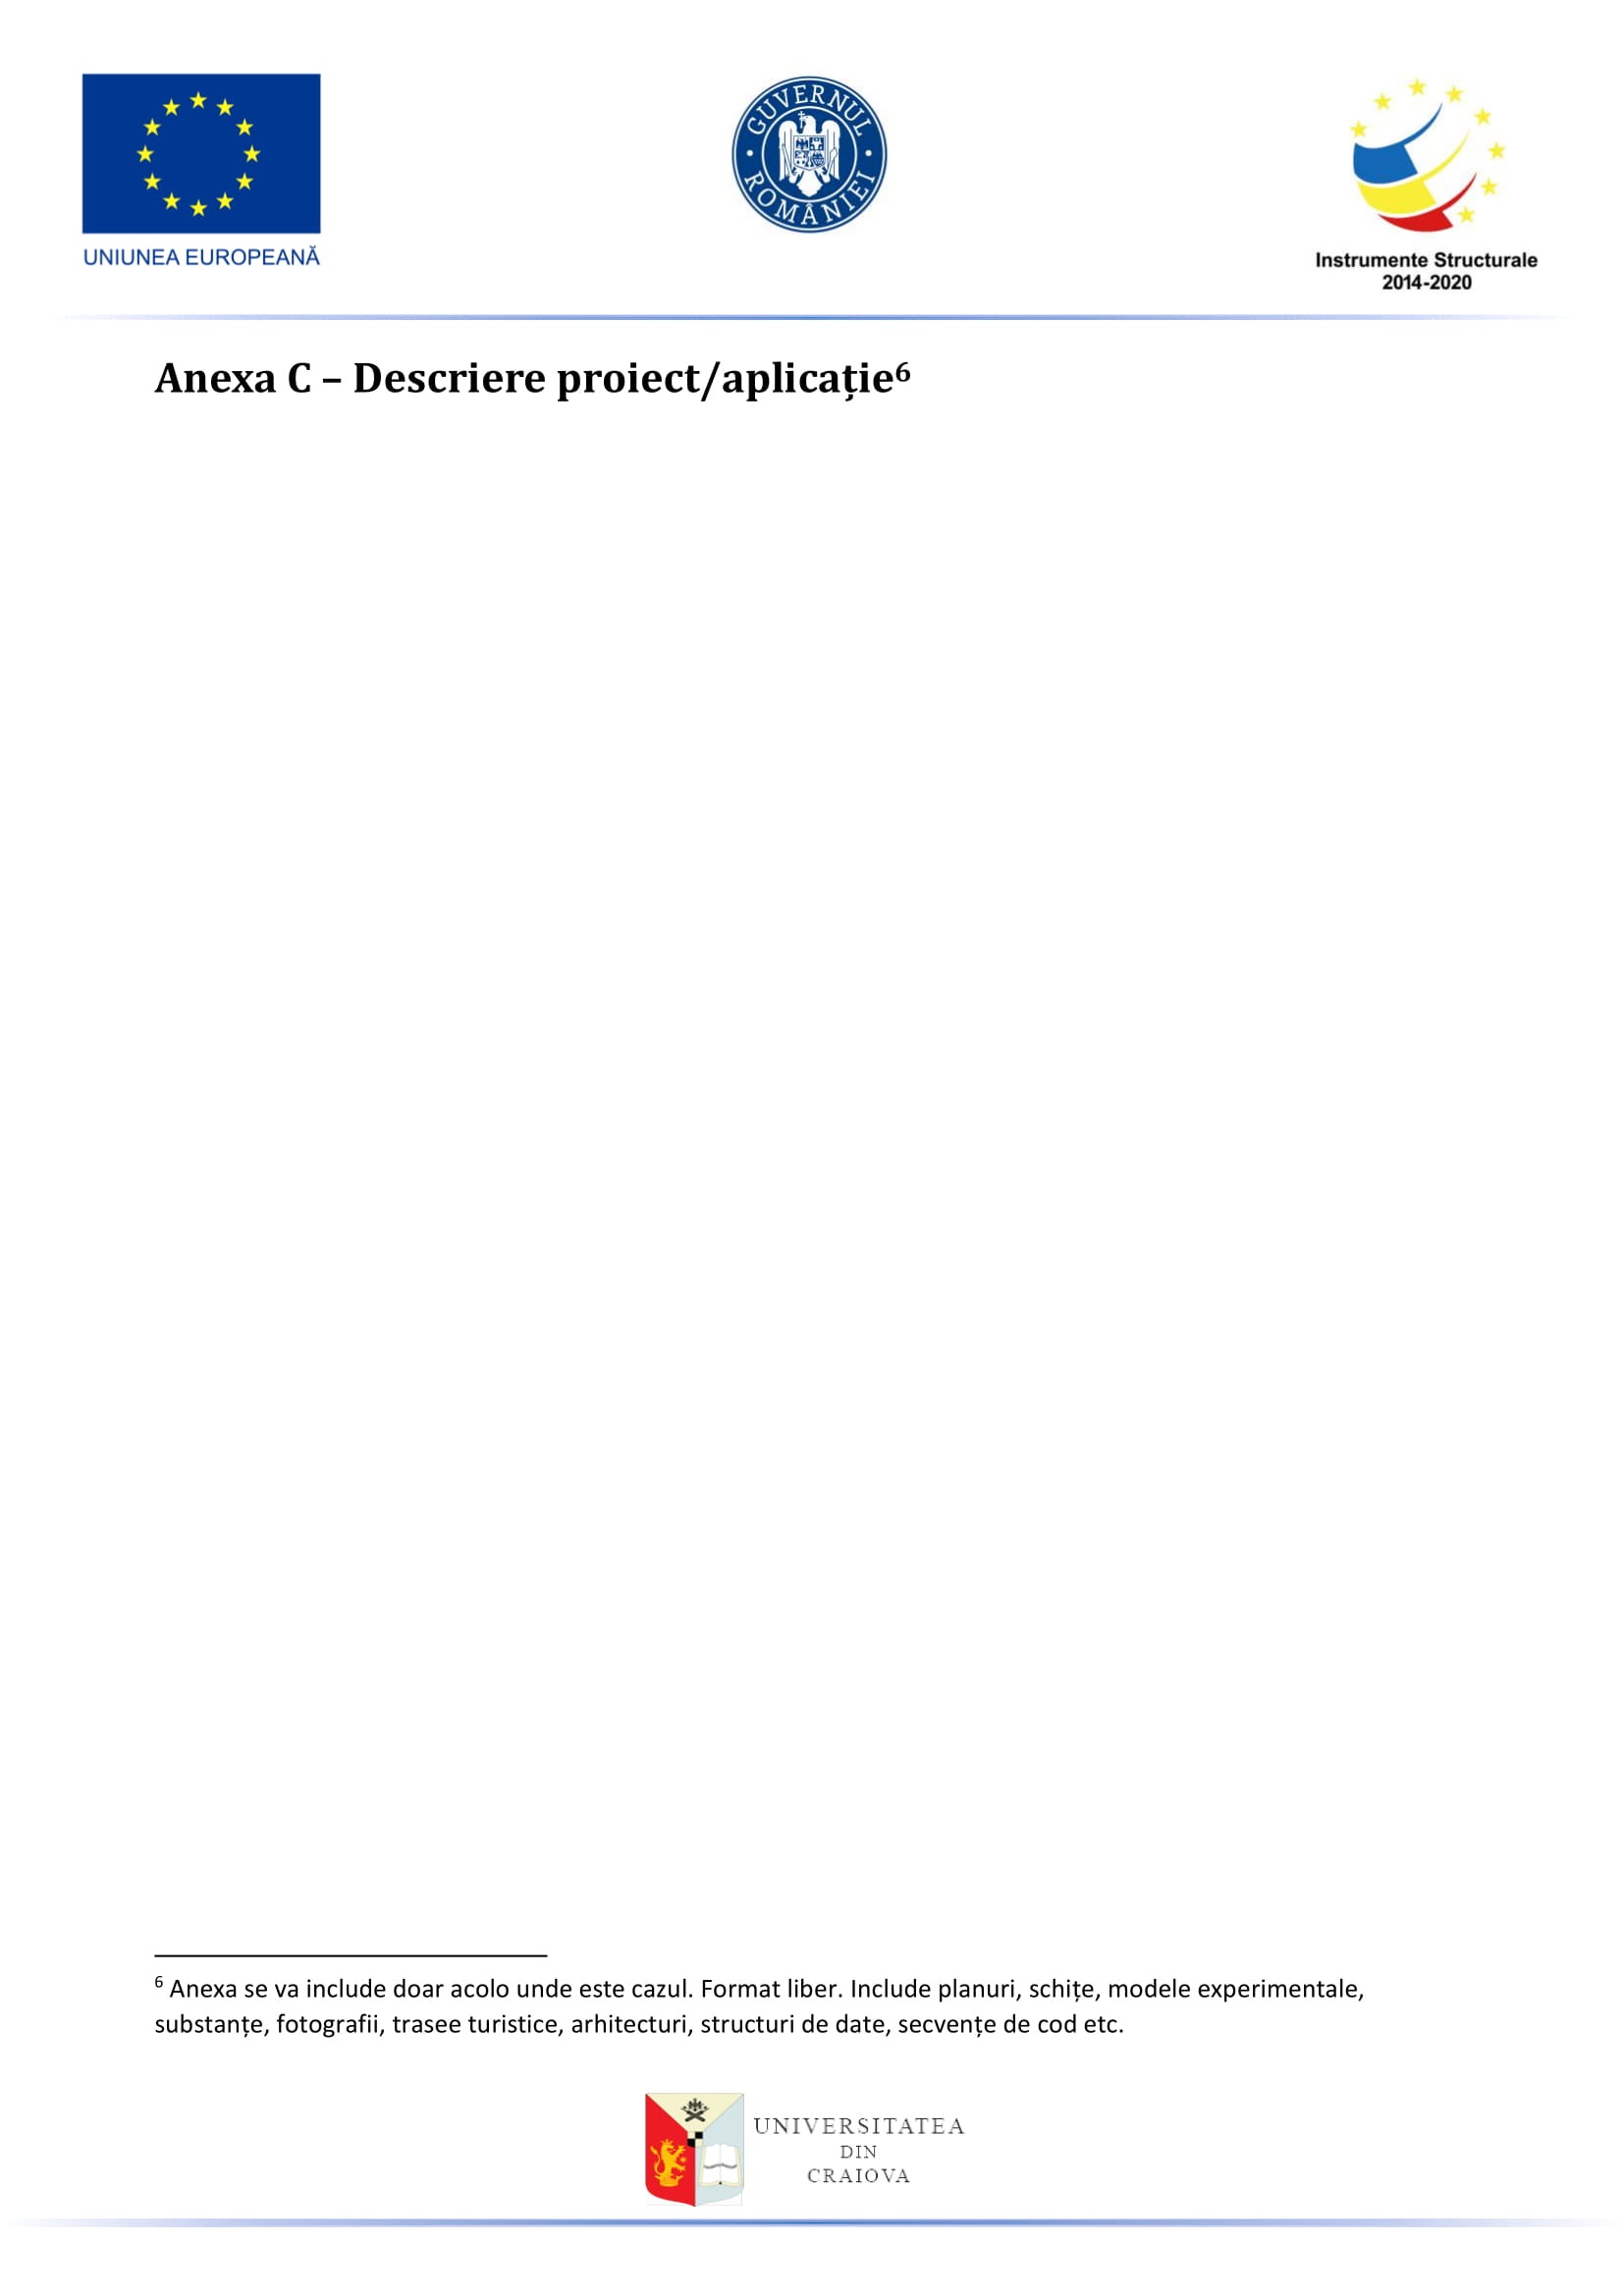 UNIUNEA EUROPEANĂ
GUVERNUL ROMÂNIEI
Instrumente Structurale
2014-2020
Anexa C – Descriere proiect/aplicație⁶
⁶ Anexa se va include doar acolo unde este cazul. Format liber. Include planuri, schițe, modele experimentale,
substanțe, fotografii, trasee turistice, arhitecturi, structuri de date, secvențe de cod etc.
UNIVERSITATEA
DIN
CRAIOVA